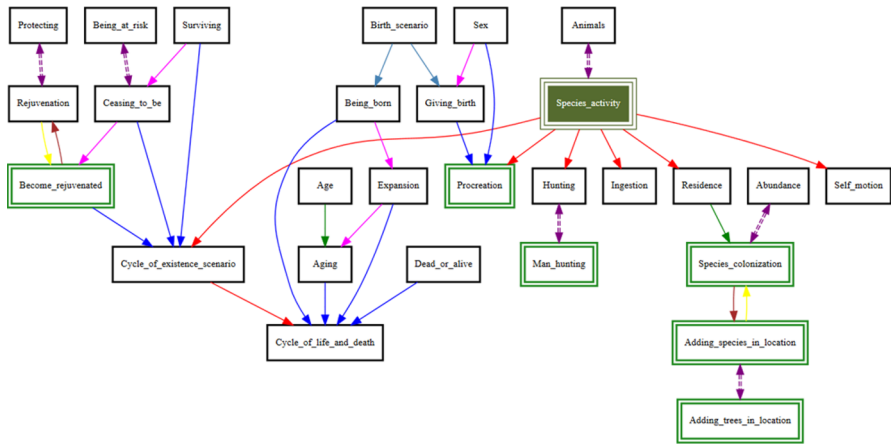 Protecting
Being_at_risk
Surviving
Birth_scenario
Sex
Animals
Rejuvenation
Ceasing_to_be
Being_born
Giving_birth
Species_activity
Become_rejuvenated
Age
Expansion
Procreation
Hunting
Ingestion
Residence
Abundance
Self_motion
Cycle_of_existence_scenario
Aging
Dead_or_alive
Man_hunting
Species_colonization
Cycle_of_life_and_death
Adding_species_in_location
Adding_trees_in_location